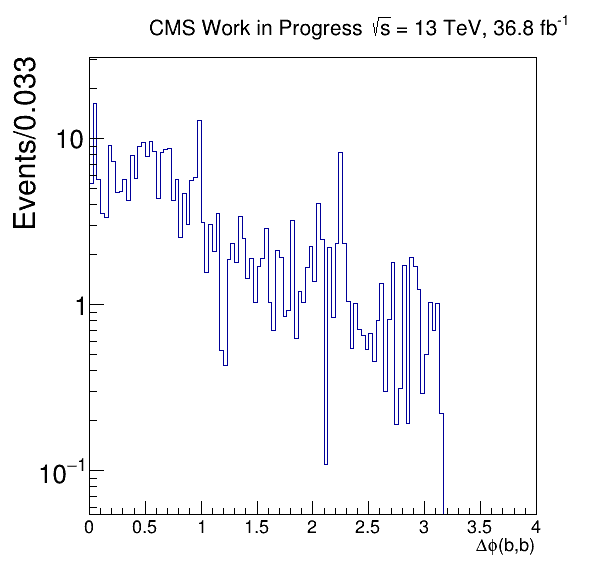 CMS Work in Progress √s = 13 TeV, 36.8 fb⁻¹
Events/0.033
10
1
10⁻¹
0 0.5 1 1.5 2 2.5 3 3.5 4
Δϕ(b,b)